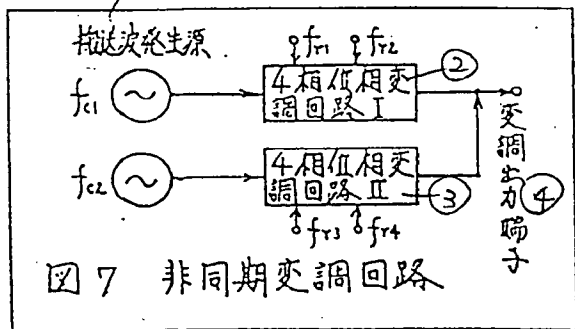 搬送波発生源
fr1 fr2
fc1
4相位相変
調回路 I
②
fc2
4相位相変
調回路 II
③
fr3 fr4
変調出力端子
④
図7 非同期変調回路